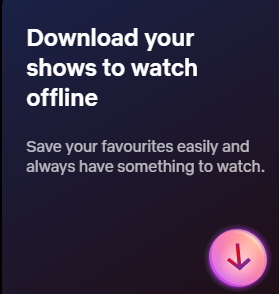 Download your
shows to watch
offline
Save your favourites easily and
always have something to watch.